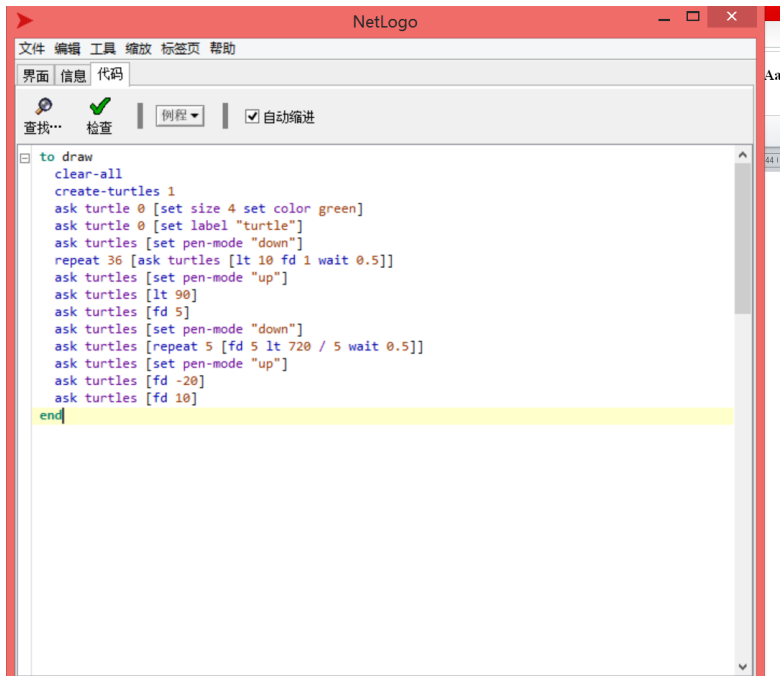 NetLogo
文件 编辑 工具 缩放 标签页 帮助
界面 信息 代码
查找… 检查 例程 自动缩进
Aa
44
to draw
clear-all
create-turtles 1
ask turtle 0 [set size 4 set color green]
ask turtle 0 [set label "turtle"]
ask turtles [set pen-mode "down"]
repeat 36 [ask turtles [lt 10 fd 1 wait 0.5]]
ask turtles [set pen-mode "up"]
ask turtles [lt 90]
ask turtles [fd 5]
ask turtles [set pen-mode "down"]
ask turtles [repeat 5 [fd 5 lt 720 / 5 wait 0.5]]
ask turtles [set pen-mode "up"]
ask turtles [fd -20]
ask turtles [fd 10]
end